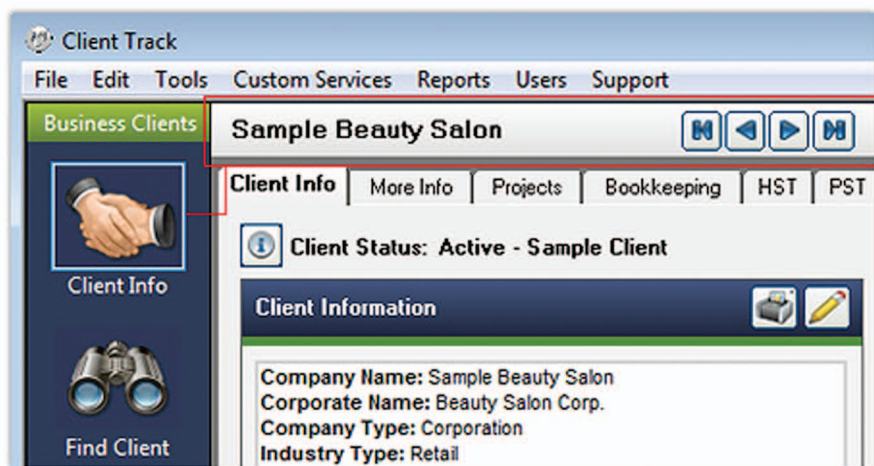 Client Track
File Edit Tools Custom Services Reports Users Support
Business Clients
Sample Beauty Salon
Client Info More Info Projects Bookkeeping HST PST
Client Status: Active - Sample Client
Client Info
Client Information
Company Name: Sample Beauty Salon
Corporate Name: Beauty Salon Corp.
Company Type: Corporation
Industry Type: Retail
Find Client